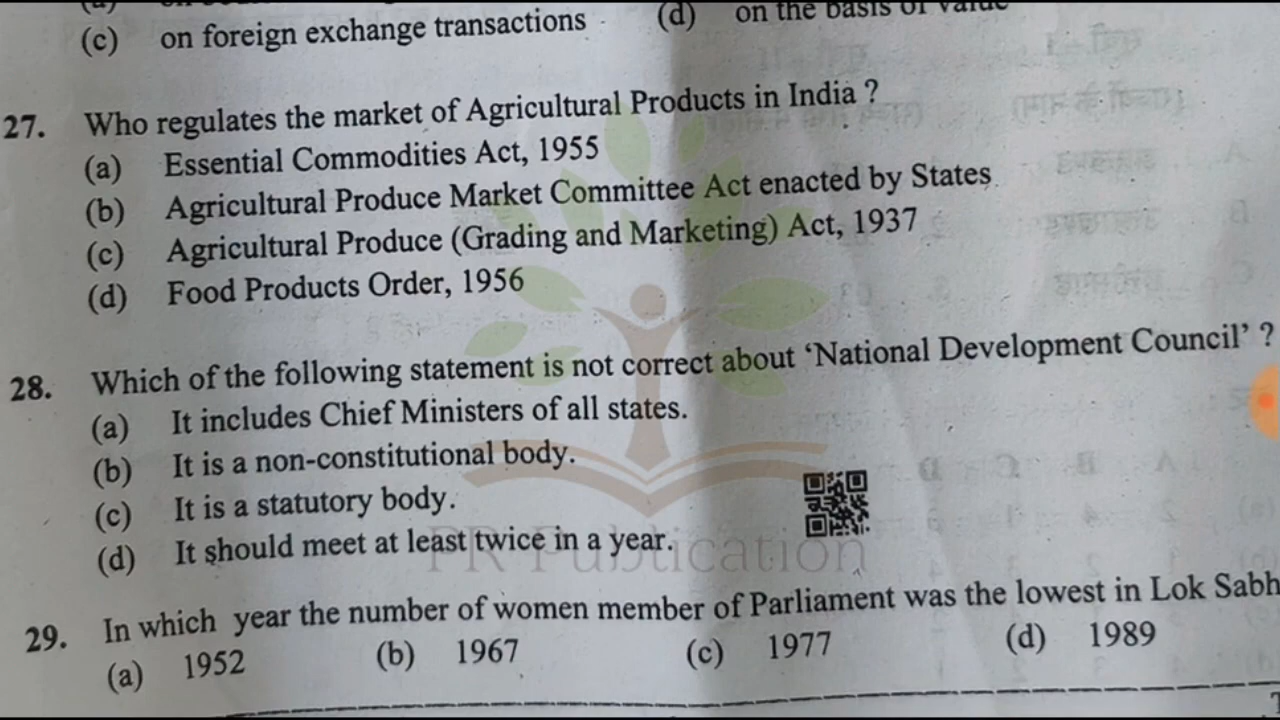 (c) on foreign exchange transactions (d) on the basis of value
27. Who regulates the market of Agricultural Products in India ?
(a) Essential Commodities Act, 1955
(b) Agricultural Produce Market Committee Act enacted by States
(c) Agricultural Produce (Grading and Marketing) Act, 1937
(d) Food Products Order, 1956
28. Which of the following statement is not correct about ‘National Development Council’ ?
(a) It includes Chief Ministers of all states.
(b) It is a non-constitutional body.
(c) It is a statutory body.
(d) It should meet at least twice in a year.
PR Publication
29. In which year the number of women member of Parliament was the lowest in Lok Sabh
(a) 1952 (b) 1967 (c) 1977 (d) 1989